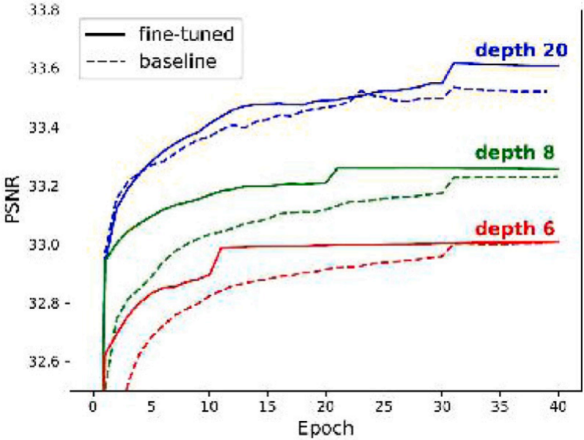 33.8
fine-tuned
baseline
depth 20
33.6
33.4
depth 8
33.2
PSNR
depth 6
33.0
32.8
32.6
0 5 10 15 20 25 30 35 40
Epoch